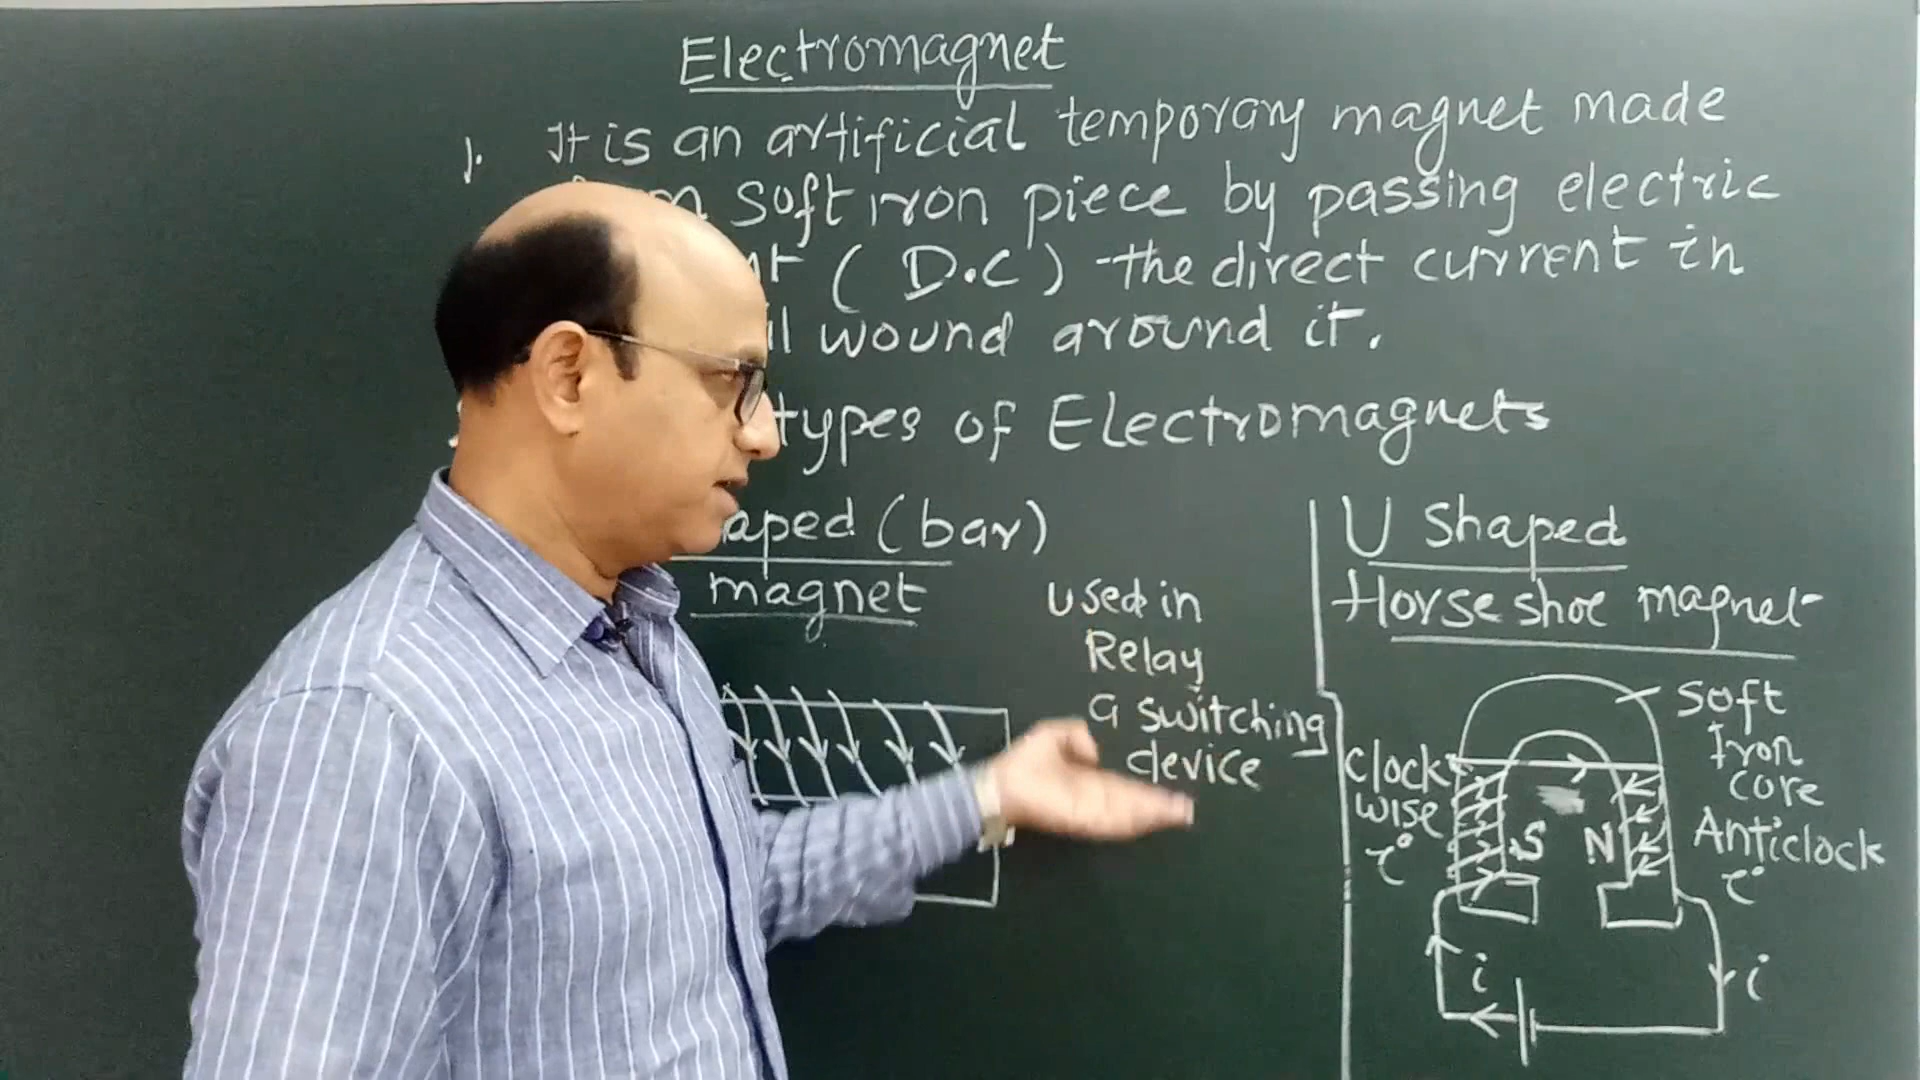 Electromagnet
1. It is an artificial temporary magnet made
soft iron piece by passing electric
( D.C ) the direct current in
wound around it.
types of Electromagnets
aped (bar)
magnet
used in
Relay
a switching
device
U Shaped
Horse shoe magnet
Soft
Iron
core
Clock
wise
S
N
Anticlock
i
i